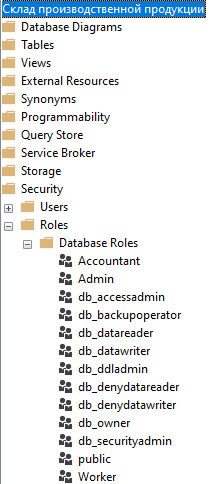 Склад производственной продукции
Database Diagrams
Tables
Views
External Resources
Synonyms
Programmability
Query Store
Service Broker
Storage
Security
Users
Roles
Database Roles
Accountant
Admin
db_accessadmin
db_backupoperator
db_datareader
db_datawriter
db_ddladmin
db_denydatareader
db_denydatawriter
db_owner
db_securityadmin
public
Worker